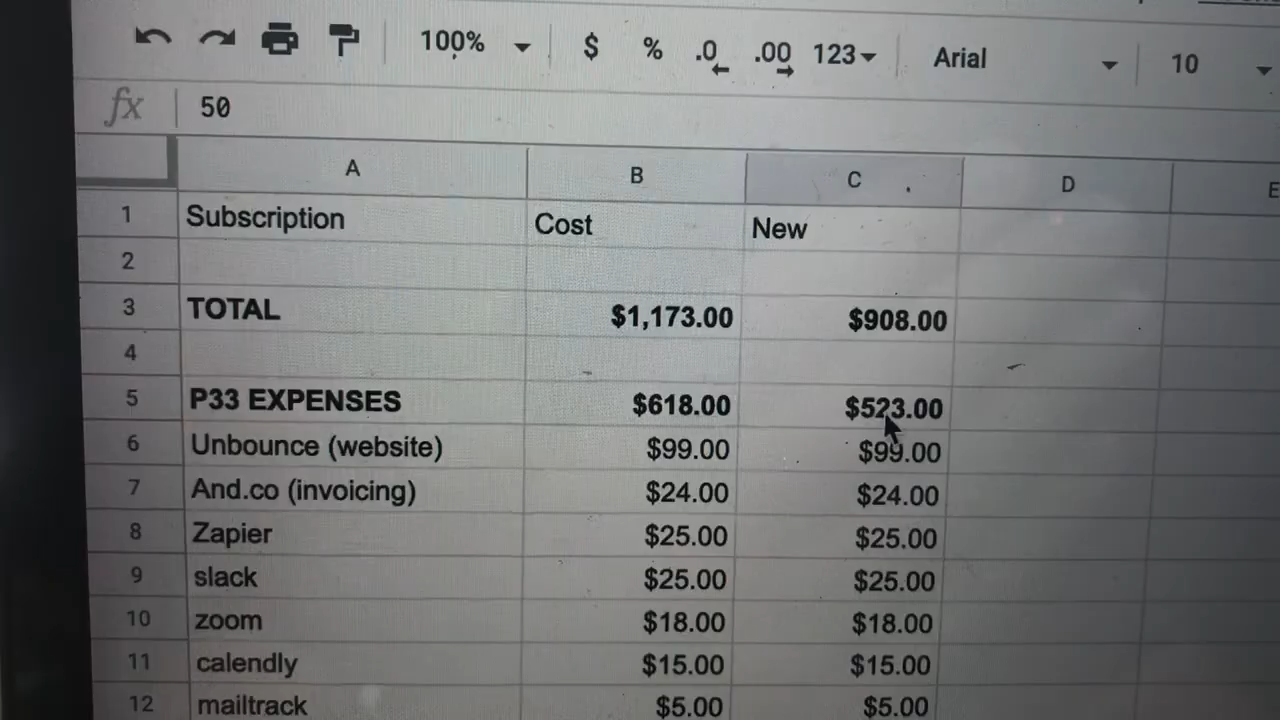 100% $ % .0 .00 123 Arial 10
fx 50
A B C D E
1 Subscription Cost New
2
3 TOTAL $1,173.00 $908.00
4
5 P33 EXPENSES $618.00 $523.00
6 Unbounce (website) $99.00 $99.00
7 And.co (invoicing) $24.00 $24.00
8 Zapier $25.00 $25.00
9 slack $25.00 $25.00
10 zoom $18.00 $18.00
11 calendly $15.00 $15.00
12 mailtrack $5.00 $5.00